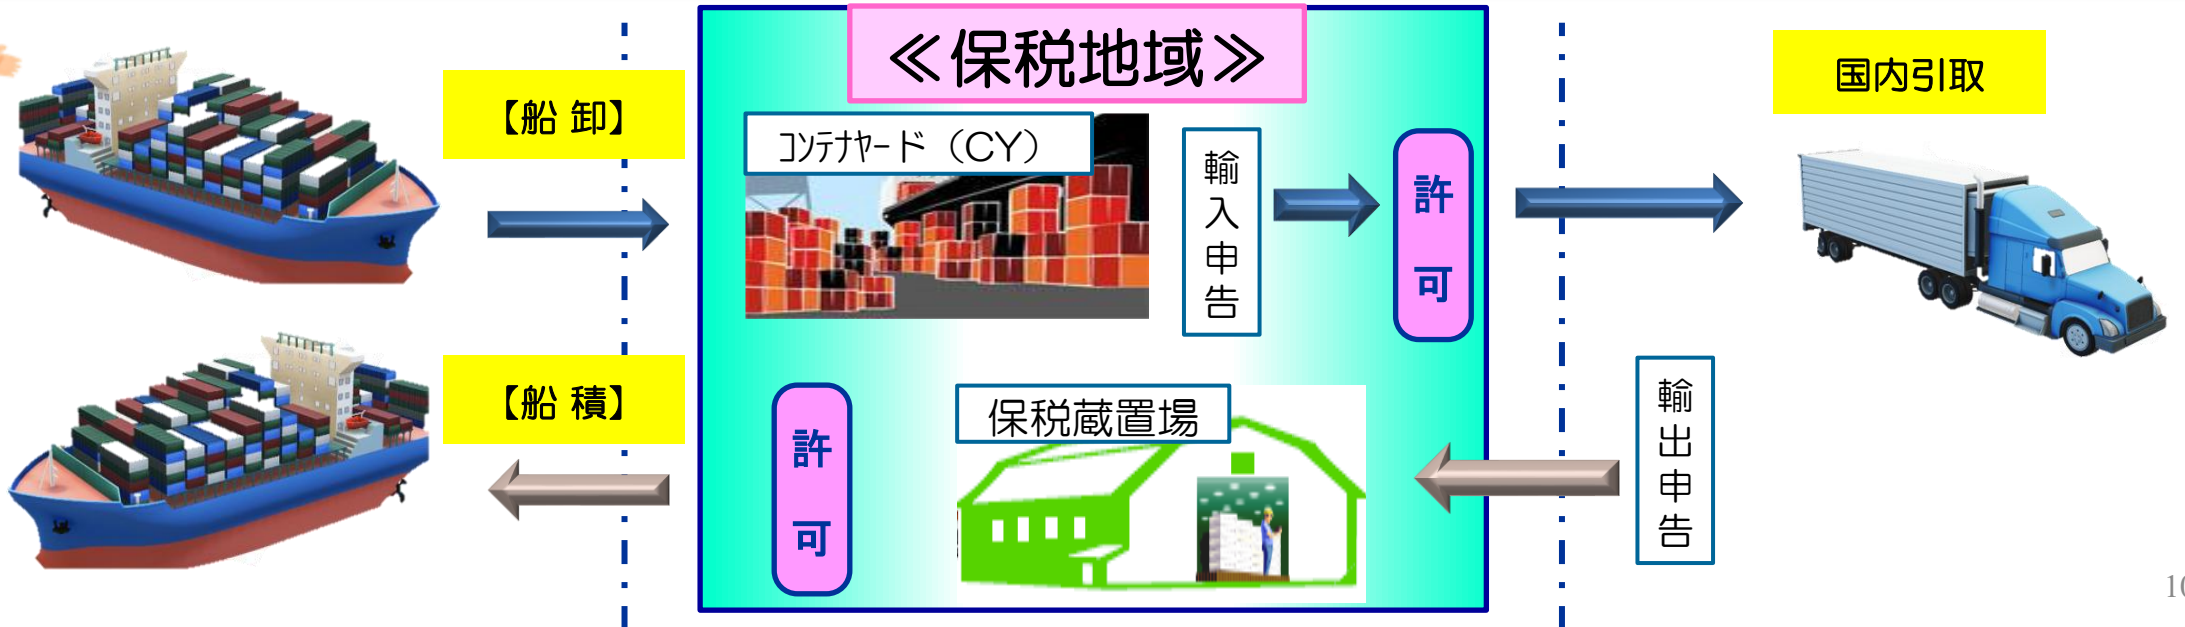 ≪保税地域≫
【船 卸】
コンテナヤード（CY）
輸入申告
許可
国内引取
【船 積】
許可
保税蔵置場
輸出申告